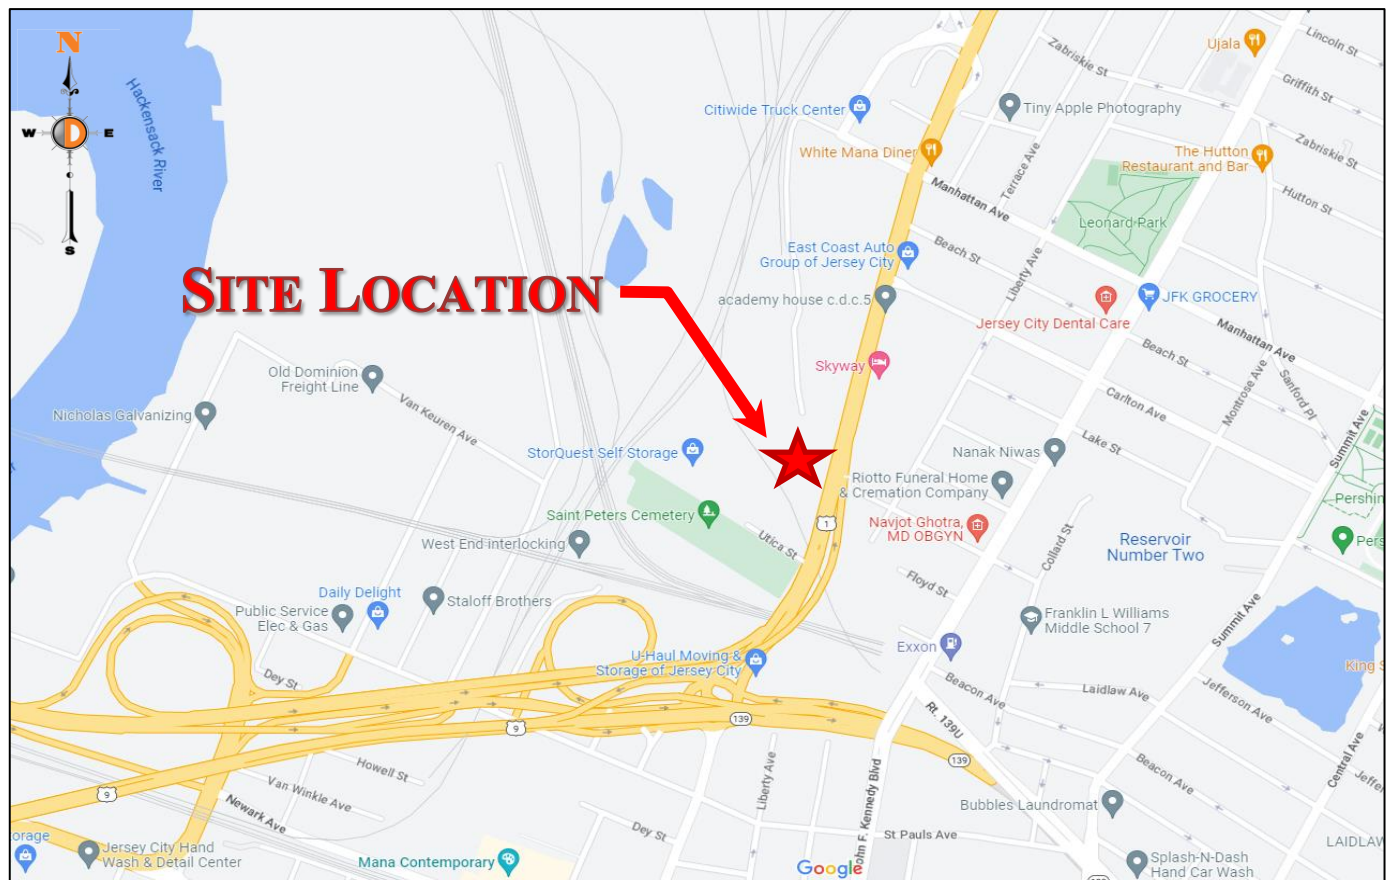 N
W
E
S
Hackensack River
Zabriskie St
Ujala
Lincoln St
Griffith St
Citiwide Truck Center
Tiny Apple Photography
White Mana Diner
Zabriskie St
The Hutton
Restaurant and Bar
Terrace Ave
Manhattan Ave
Hutton St
Leonard Park
East Coast Auto
Group of Jersey City
Beach St
Liberty Ave
SITE LOCATION
academy house c.d.c.5
JFK GROCERY
Jersey City Dental Care
Manhattan Ave
Beach St
Skyway
Old Dominion
Freight Line
Montrose Ave
Sanford Pl
Carlton Ave
Nicholas Galvanizing
Van Keuren Ave
Summit Ave
Lake St
StorQuest Self Storage
Nanak Niwas
Riotto Funeral Home
& Cremation Company
Pershin
Saint Peters Cemetery
1
Navjot Ghotra,
MD OBGYN
Collard St
Reservoir
Number Two
Pers
West End interlocking
Utica St
Floyd St
Daily Delight
Public Service
Elec & Gas
Staloff Brothers
Franklin L Williams
Middle School 7
Summit Ave
Exxon
U-Haul Moving &
Storage of Jersey City
King S
Dey St
Beacon Ave
Laidlaw Ave
Jefferson Ave
Rt. 139U
139
9
139
Howell St
Liberty Ave
Central Ave
Beacon Ave
Jeffer
Van Winkle Ave
9
Newark Ave
John F. Kennedy Blvd
Bubbles Laundromat
Dey St
St Pauls Ave
orage
Jersey City Hand
Wash & Detail Center
LAIDLAW
Mana Contemporary
Google
Splash-N-Dash
Hand Car Wash